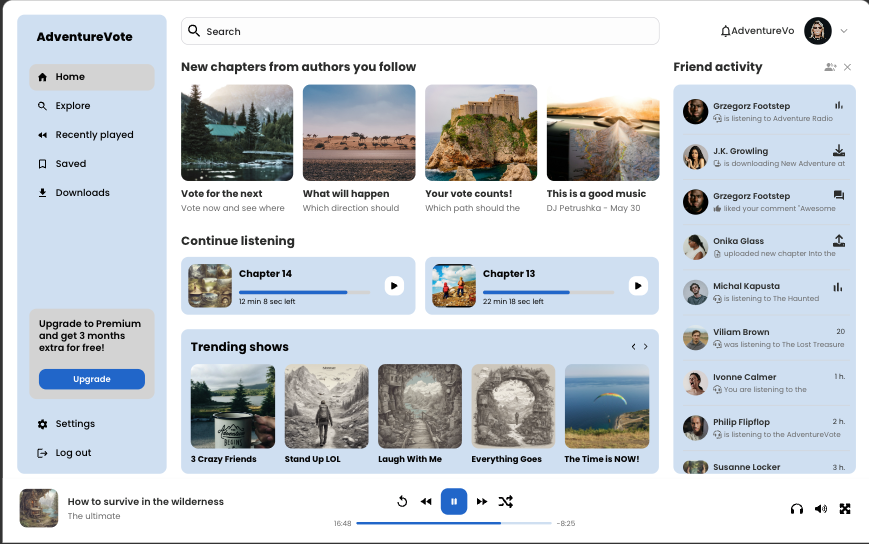 AdventureVote
Home
Explore
Recently played
Saved
Downloads
Upgrade to Premium
and get 3 months
extra for free!
Upgrade
Settings
Log out
Search
AdventureVo
New chapters from authors you follow
Vote for the next
Vote now and see where
What will happen
Which direction should
Your vote counts!
Which path should the
This is a good music
DJ Petrushka - May 30
Continue listening
Chapter 14
12 min 8 sec left
Chapter 13
22 min 18 sec left
Trending shows
3 Crazy Friends
Stand Up LOL
Laugh With Me
Everything Goes
The Time is NOW!
Friend activity
Grzegorz Footstep
is listening to Adventure Radio
J.K. Growling
is downloading New Adventure at
Grzegorz Footstep
liked your comment "Awesome
Onika Glass
uploaded new chapter Into the
Michal Kapusta
is listening to The Haunted
Viliam Brown 20
was listening to The Lost Treasure
Ivonne Calmer 1 h.
You are listening to the
Philip Flipflop 2 h.
is listening to the AdventureVote
Susanne Locker 3 h.
How to survive in the wilderness
The ultimate
16:48
-8:25